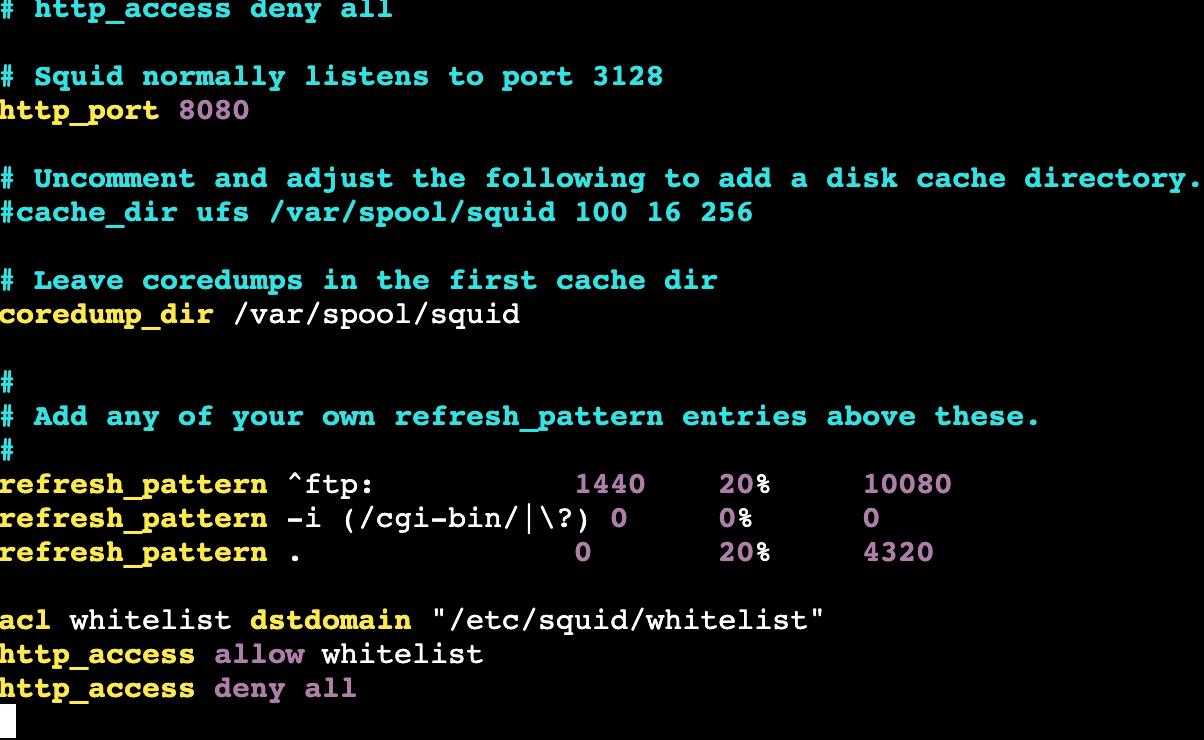 # http_access deny all
# Squid normally listens to port 3128
http_port 8080
# Uncomment and adjust the following to add a disk cache directory.
#cache_dir ufs /var/spool/squid 100 16 256
# Leave coredumps in the first cache dir
coredump_dir /var/spool/squid
#
# Add any of your own refresh_pattern entries above these.
#
refresh_pattern ^ftp: 1440 20% 10080
refresh_pattern -i (/cgi-bin/|\?) 0 0% 0
refresh_pattern . 0 20% 4320
acl whitelist dstdomain "/etc/squid/whitelist"
http_access allow whitelist
http_access deny all